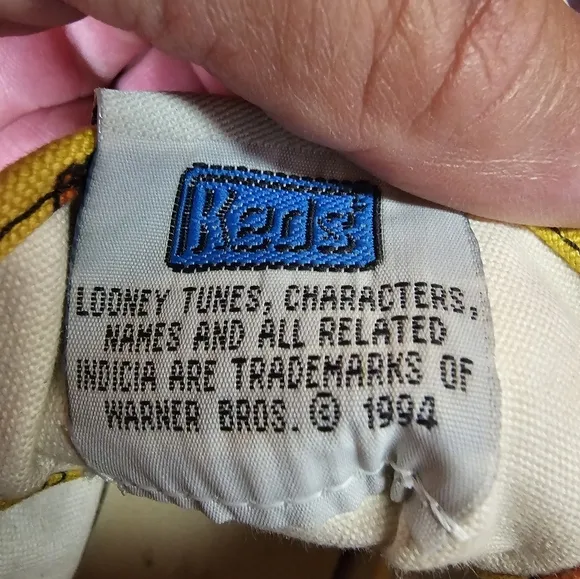 Keds
LOONEY TUNES, CHARACTERS,
NAMES AND ALL RELATED
INDICIA ARE TRADEMARKS OF
WARNER BROS. © 1994